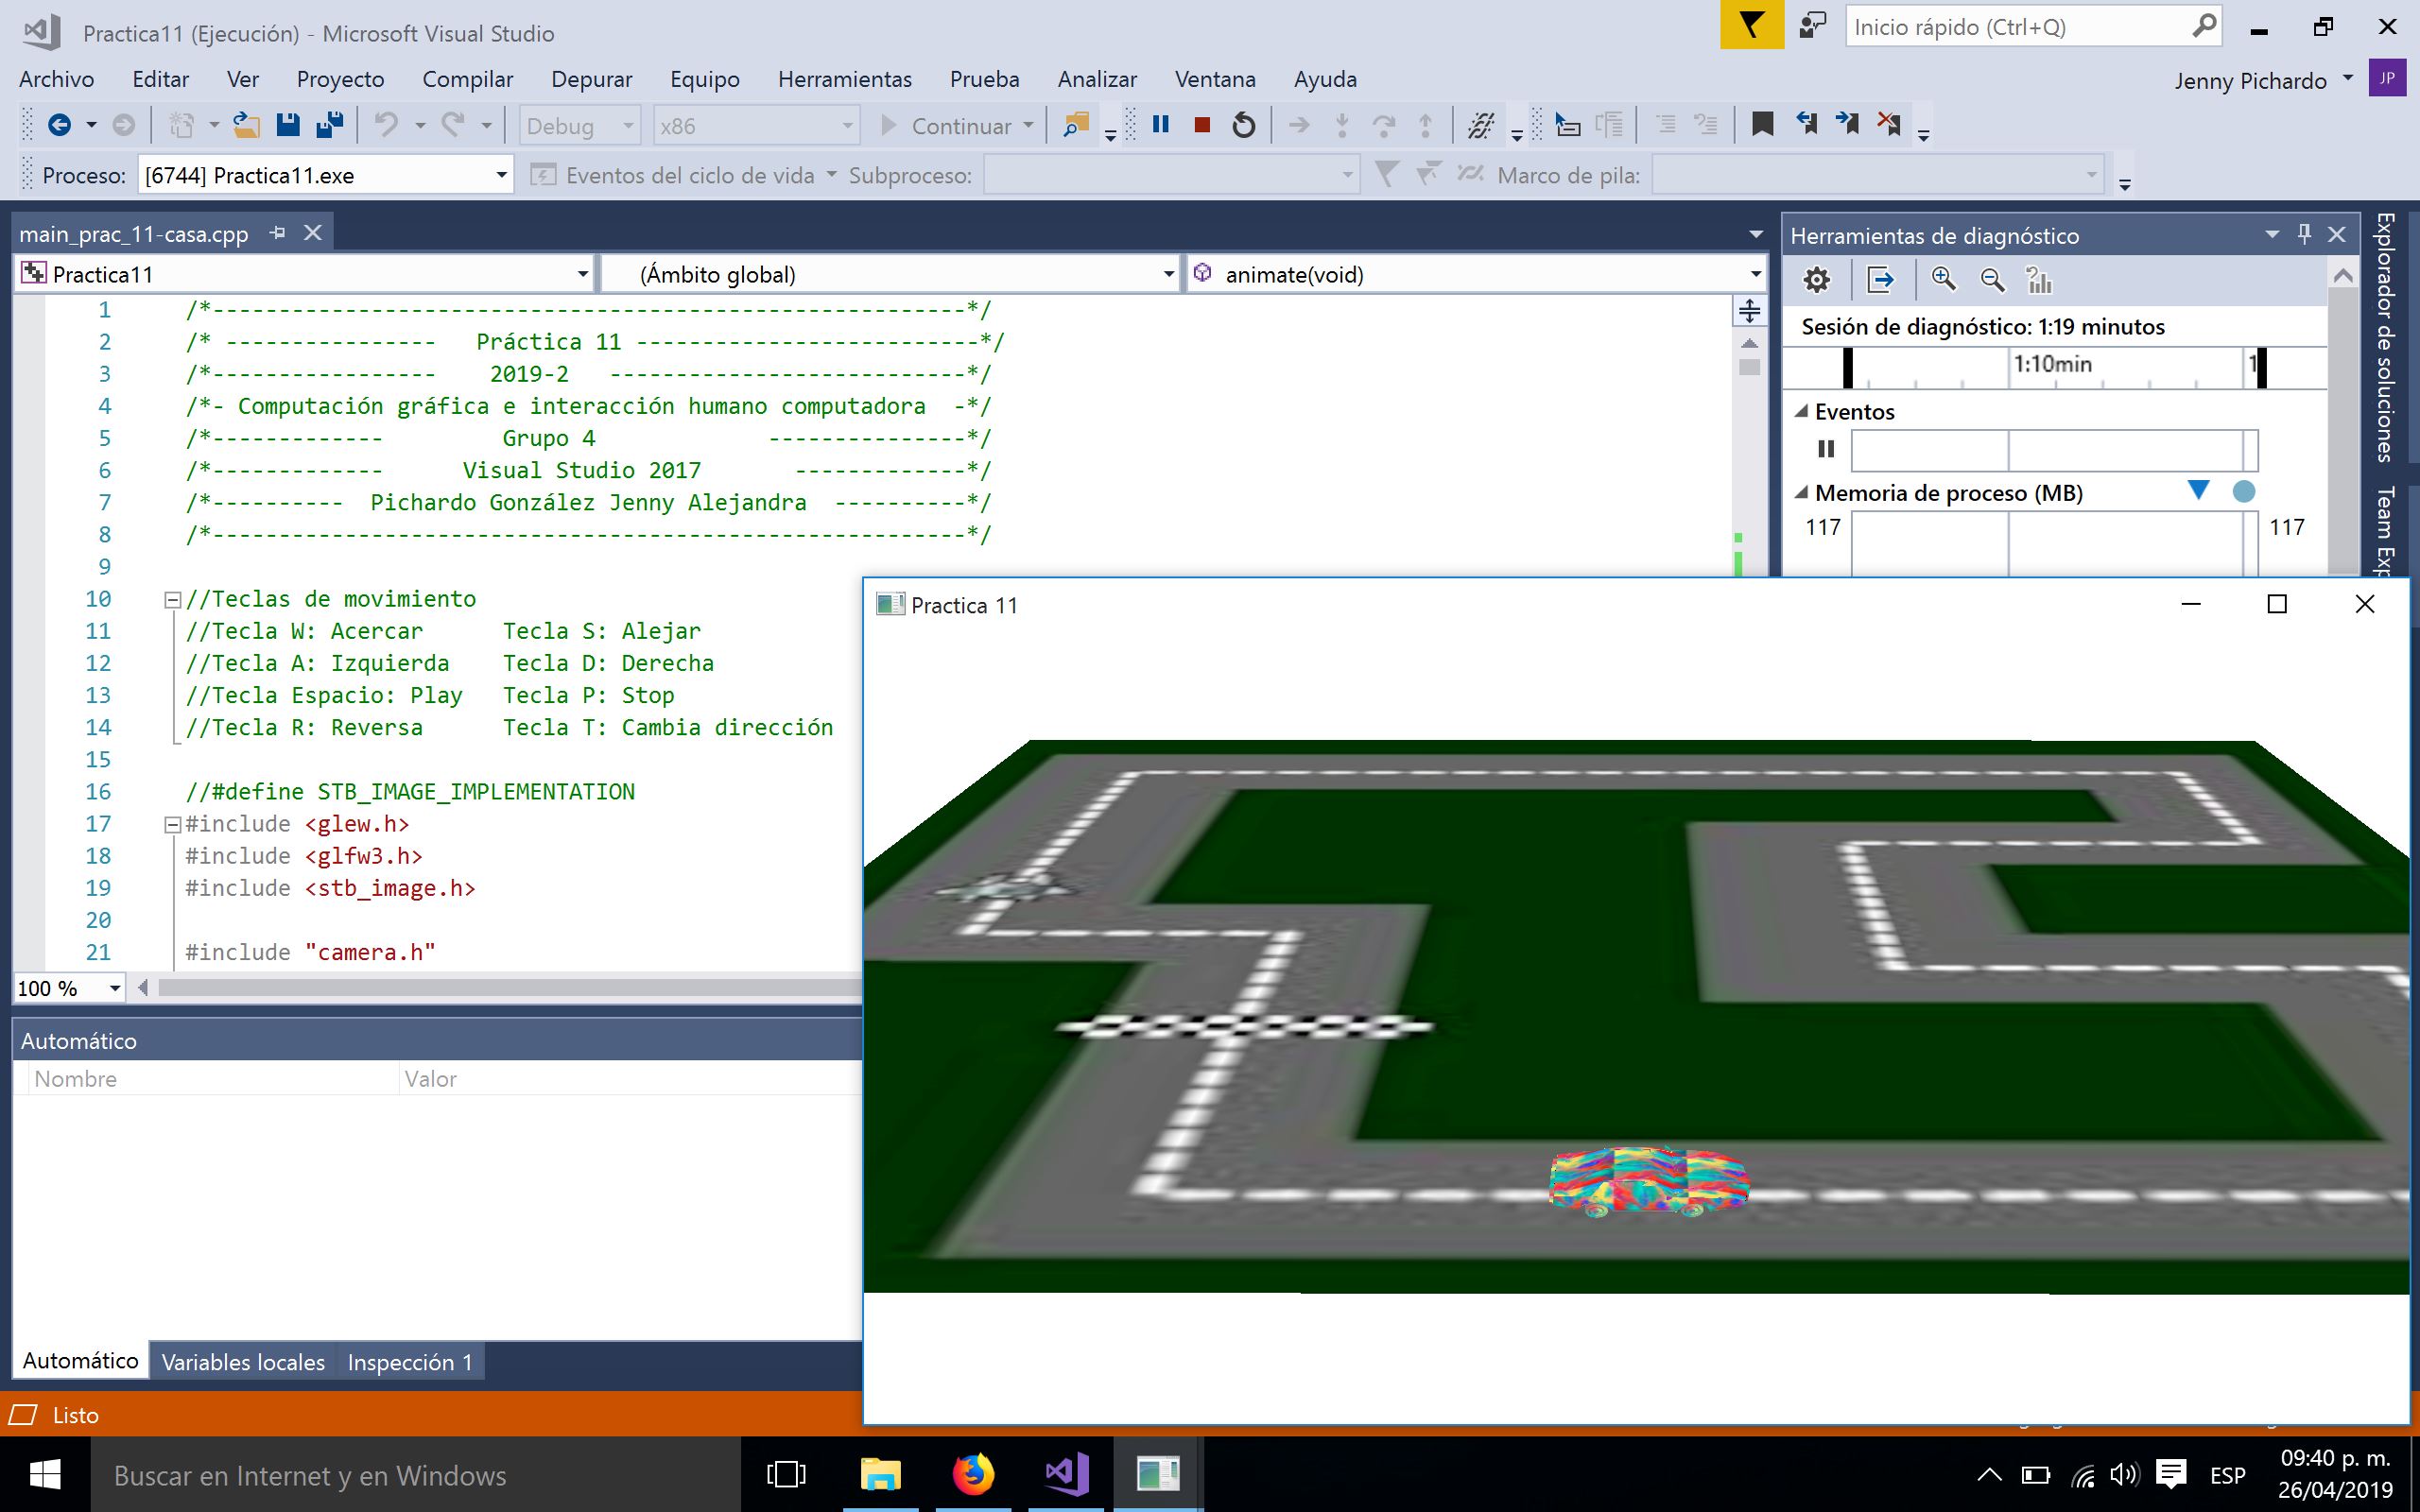 Practica11 (Ejecución) - Microsoft Visual Studio
Inicio rápido (Ctrl+Q)
Archivo Editar Ver Proyecto Compilar Depurar Equipo Herramientas Prueba Analizar Ventana Ayuda
Jenny Pichardo JP
Debug x86 Continuar
Proceso: [6744] Practica11.exe Eventos del ciclo de vida Subproceso: Marco de pila:
main_prac_11-casa.cpp
Practica11 (Ámbito global) animate(void)
1 /*---------------------------------------------------------*/
2 /* ---------------- Práctica 11 --------------------------*/
3 /*----------------- 2019-2 ---------------------------*/
4 /*- Computación gráfica e interacción humano computadora -*/
5 /*------------- Grupo 4 ---------------*/
6 /*------------- Visual Studio 2017 -------------*/
7 /*---------- Pichardo González Jenny Alejandra ----------*/
8 /*---------------------------------------------------------*/
9
10 //Teclas de movimiento
11 //Tecla W: Acercar Tecla S: Alejar
12 //Tecla A: Izquierda Tecla D: Derecha
13 //Tecla Espacio: Play Tecla P: Stop
14 //Tecla R: Reversa Tecla T: Cambia dirección
15
16 //#define STB_IMAGE_IMPLEMENTATION
17 #include <glew.h>
18 #include <glfw3.h>
19 #include <stb_image.h>
20
21 #include "camera.h"
100 %
Herramientas de diagnóstico
Sesión de diagnóstico: 1:19 minutos
1:10min 1
Eventos
Memoria de proceso (MB)
117 117
Explorador de soluciones
Team Exp
Practica 11
Automático
Nombre Valor
Automático Variables locales Inspección 1
Listo
Buscar en Internet y en Windows
ESP
09:40 p. m.
26/04/2019